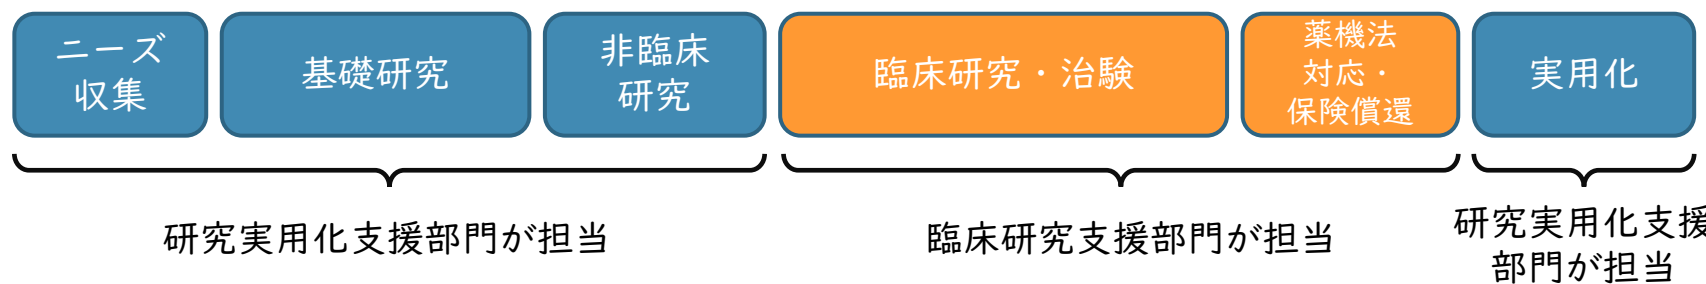 ニーズ
収集
基礎研究
非臨床
研究
臨床研究・治験
薬機法
対応・
保険償還
実用化
研究実用化支援部門が担当
臨床研究支援部門が担当
研究実用化支援
部門が担当